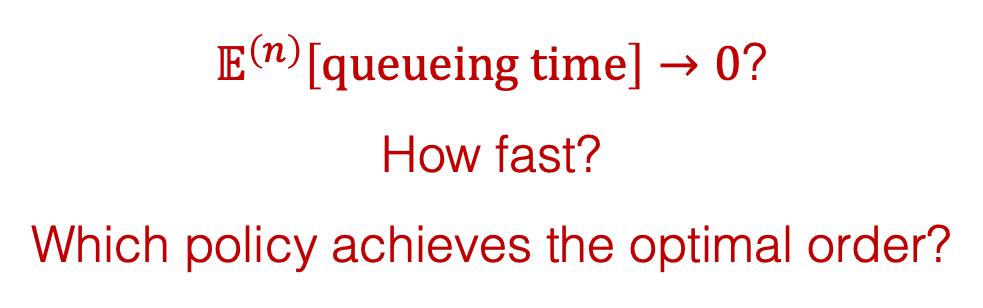 𝔼⁽ⁿ⁾[queueing time] → 0?
How fast?
Which policy achieves the optimal order?